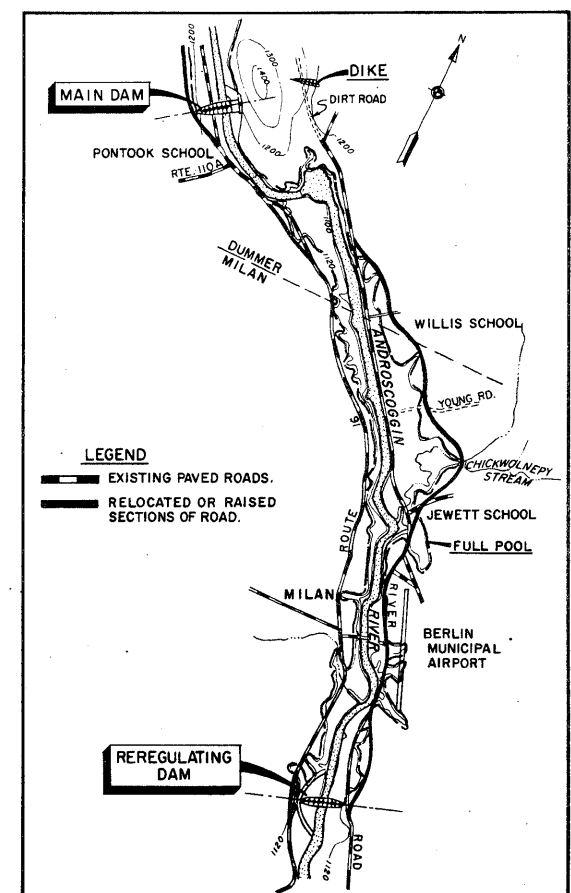 1200
1300
1400
N
DIKE
MAIN DAM
DIRT ROAD
1200
1200
PONTOOK SCHOOL
RTE. 110A
1100
1120
DUMMER
MILAN
WILLIS SCHOOL
ANDROSCOGGIN
YOUNG RD.
16
LEGEND
EXISTING PAVED ROADS.
RELOCATED OR RAISED
SECTIONS OF ROAD.
CHICKWOLNEPY
STREAM
JEWETT SCHOOL
ROUTE
FULL POOL
MILAN
RIVER
RIVER
BERLIN
MUNICIPAL
AIRPORT
REREGULATING
DAM
1120
1120
ROAD